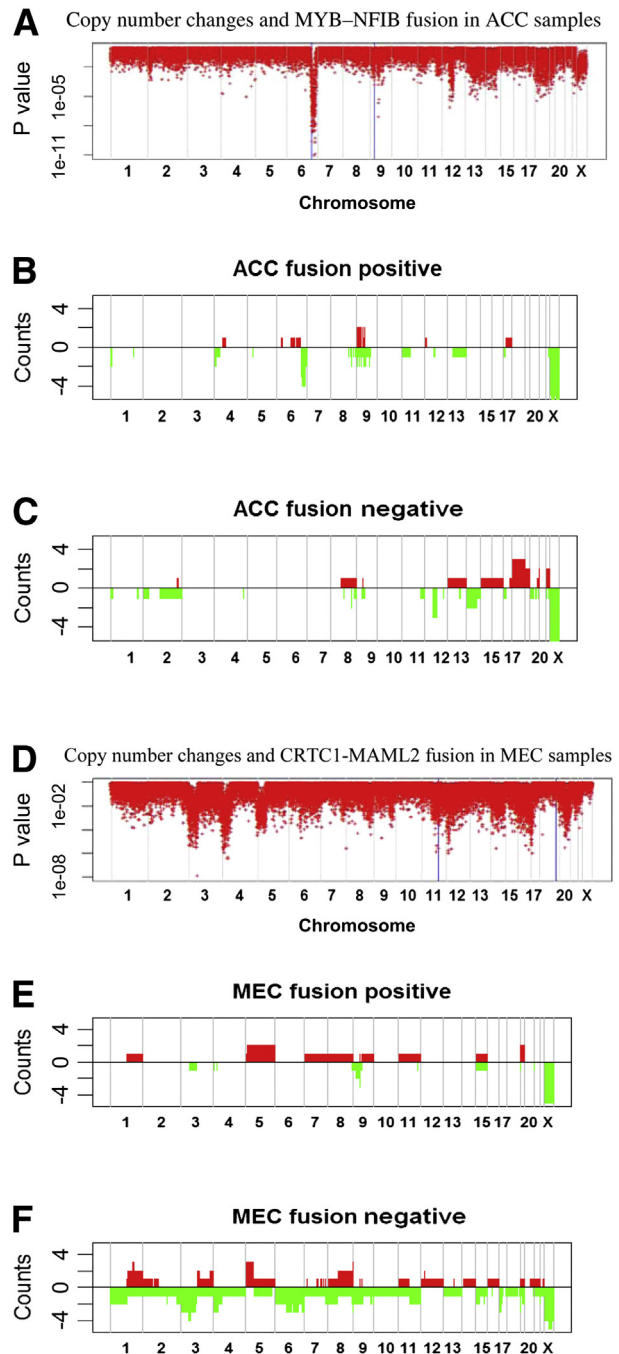 A
Copy number changes and MYB–NFIB fusion in ACC samples
P value
1e-05
1e-11
1 2 3 4 5 6 7 8 9 10 11 12 13 15 17 20 X
Chromosome
B
ACC fusion positive
Counts
4
0
-4
1 2 3 4 5 6 7 8 9 10 11 12 13 15 17 20 X
C
ACC fusion negative
Counts
4
0
-4
1 2 3 4 5 6 7 8 9 10 11 12 13 15 17 20 X
D
Copy number changes and CRTC1-MAML2 fusion in MEC samples
P value
1e-02
1e-08
1 2 3 4 5 6 7 8 9 10 11 12 13 15 17 20 X
Chromosome
E
MEC fusion positive
Counts
4
0
-4
1 2 3 4 5 6 7 8 9 10 11 12 13 15 17 20 X
F
MEC fusion negative
Counts
4
0
-4
1 2 3 4 5 6 7 8 9 10 11 12 13 15 17 20 X